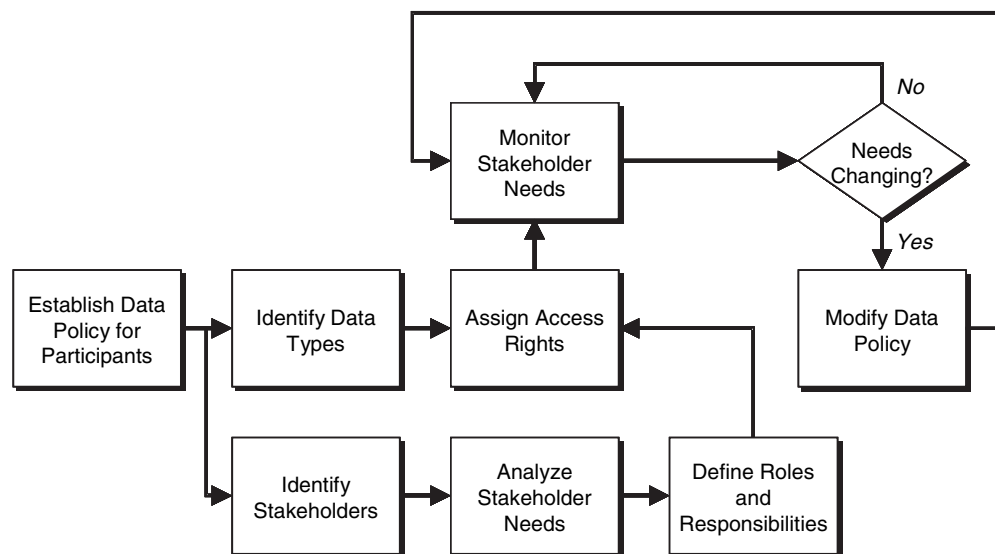 No
Monitor
Stakeholder
Needs
Needs
Changing?
Yes
Establish Data
Policy for
Participants
Identify Data
Types
Assign Access
Rights
Modify Data
Policy
Identify
Stakeholders
Analyze
Stakeholder
Needs
Define Roles
and
Responsibilities